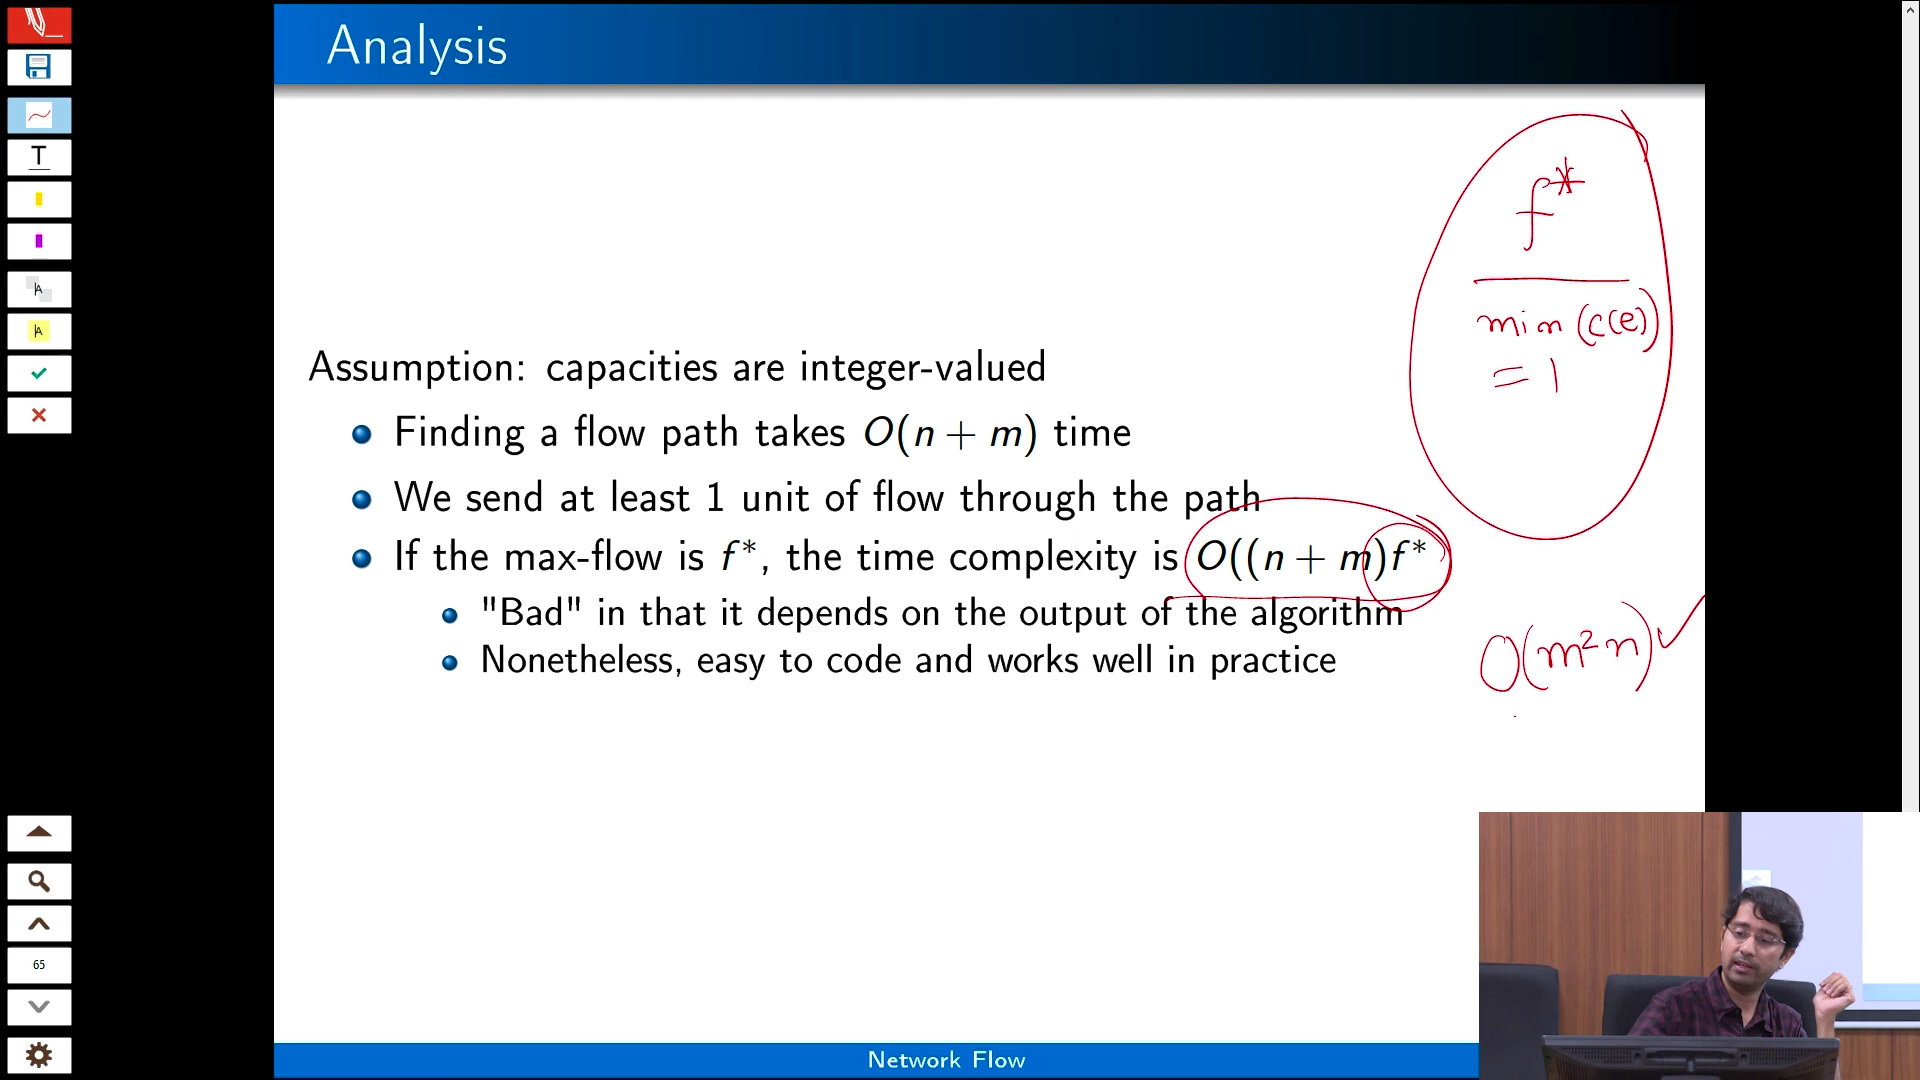 Analysis
f*
min (c(e))
= 1
Assumption: capacities are integer-valued
Finding a flow path takes O(n + m) time
We send at least 1 unit of flow through the path
If the max-flow is f*, the time complexity is O((n + m)f*
"Bad" in that it depends on the output of the algorithm
Nonetheless, easy to code and works well in practice
O(m²n) ✓
T
A
A
65
Network Flow